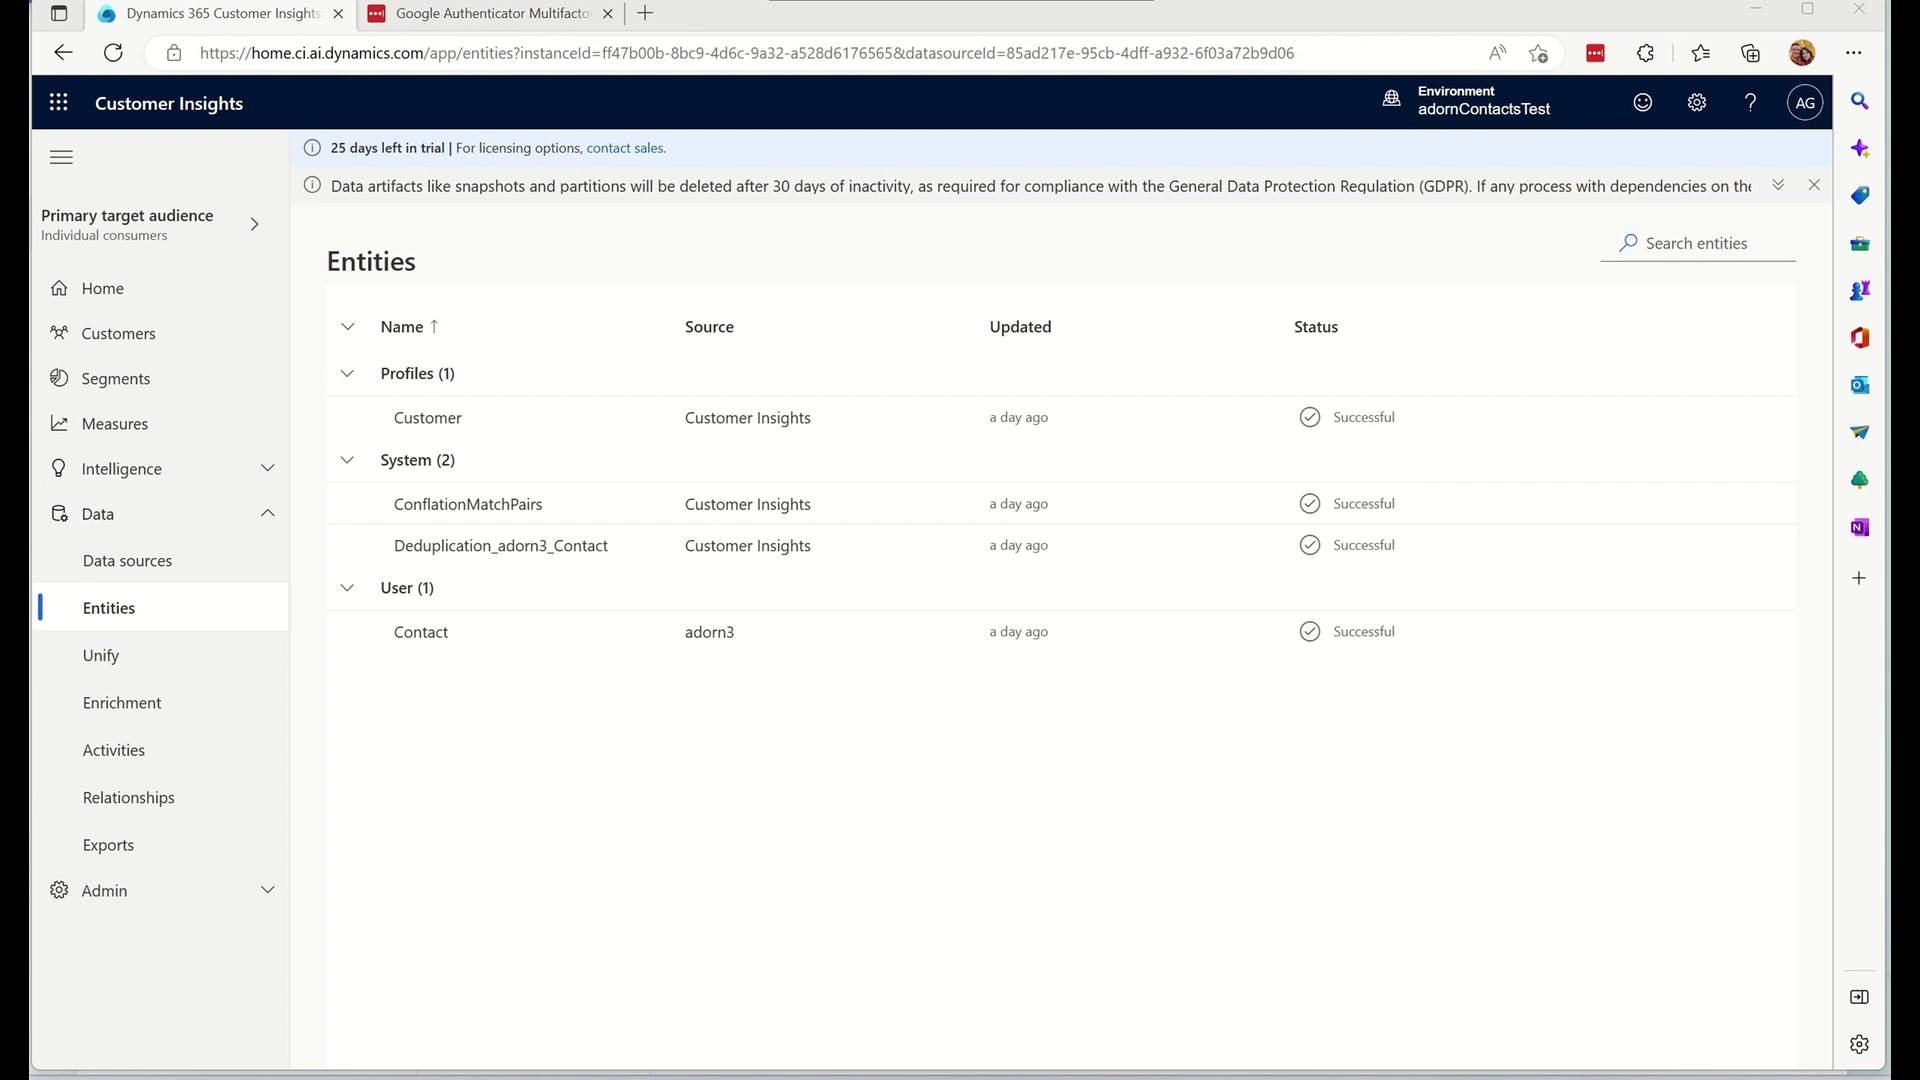 Dynamics 365 Customer Insights
Google Authenticator Multifacto
https://home.ci.ai.dynamics.com/app/entities?instanceId=ff47b00b-8bc9-4d6c-9a32-a528d6176565&datasourceId=85ad217e-95cb-4dff-a932-6f03a72b9d06
Customer Insights
Environment
adornContactsTest
AG
25 days left in trial | For licensing options, contact sales.
Data artifacts like snapshots and partitions will be deleted after 30 days of inactivity, as required for compliance with the General Data Protection Regulation (GDPR). If any process with dependencies on the
Primary target audience
Individual consumers
Home
Customers
Segments
Measures
Intelligence
Data
Data sources
Entities
Unify
Enrichment
Activities
Relationships
Exports
Admin
Entities
Search entities
Name Source Updated Status
Profiles (1)
Customer Customer Insights a day ago Successful
System (2)
ConflationMatchPairs Customer Insights a day ago Successful
Deduplication_adorn3_Contact Customer Insights a day ago Successful
User (1)
Contact adorn3 a day ago Successful